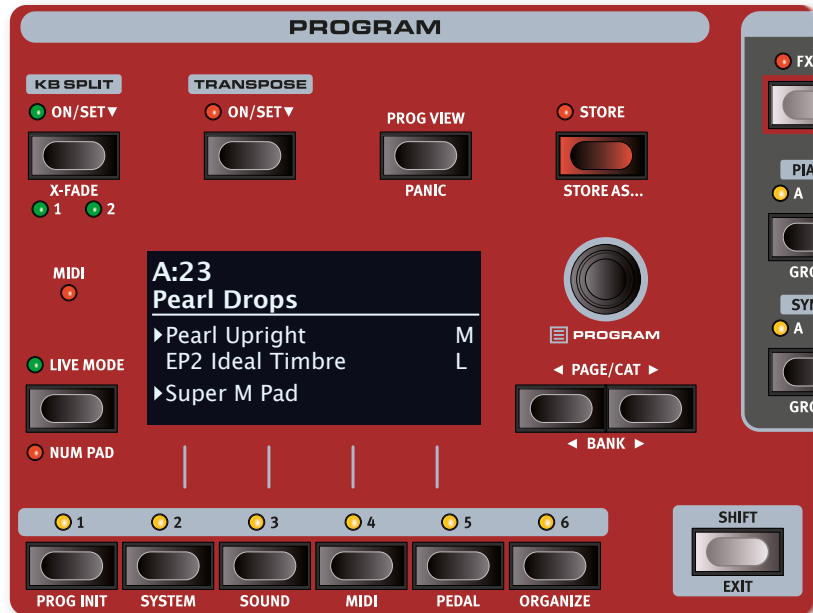 PROGRAM
KB SPLIT
TRANSPOSE
FX
ON/SET▼
ON/SET▼
PROG VIEW
STORE
X-FADE
PANIC
STORE AS...
1 2
A
MIDI
A:23
Pearl Drops
Pearl Upright M
EP2 Ideal Timbre L
Super M Pad
PROGRAM
A
LIVE MODE
◄ PAGE/CAT ►
NUM PAD
◄ BANK ►
1 2 3 4 5 6
SHIFT
PROG INIT SYSTEM SOUND MIDI PEDAL ORGANIZE
EXIT